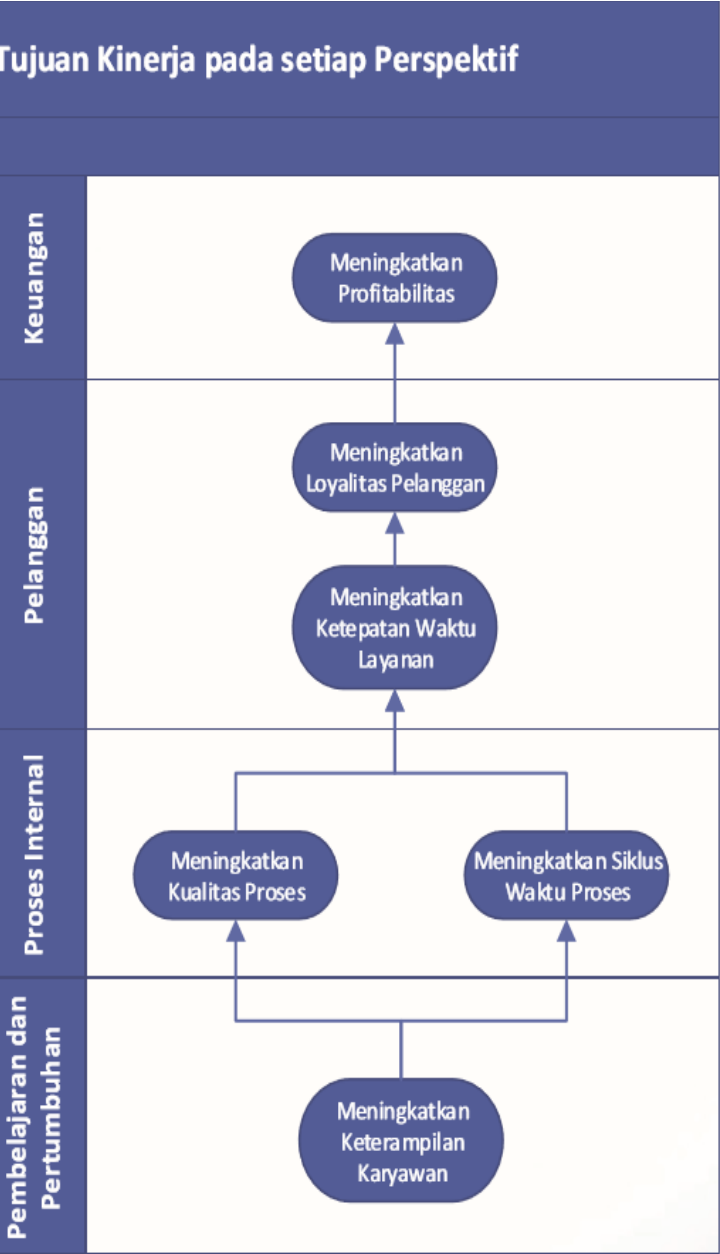 Tujuan Kinerja pada setiap Perspektif
Keuangan
Meningkatkan
Profitabilitas
Pelanggan
Meningkatkan
Loyalitas Pelanggan
Meningkatkan
Ketepatan Waktu
Layanan
Proses Internal
Meningkatkan
Kualitas Proses
Meningkatkan Siklus
Waktu Proses
Pembelajaran dan
Pertumbuhan
Meningkatkan
Keterampilan
Karyawan